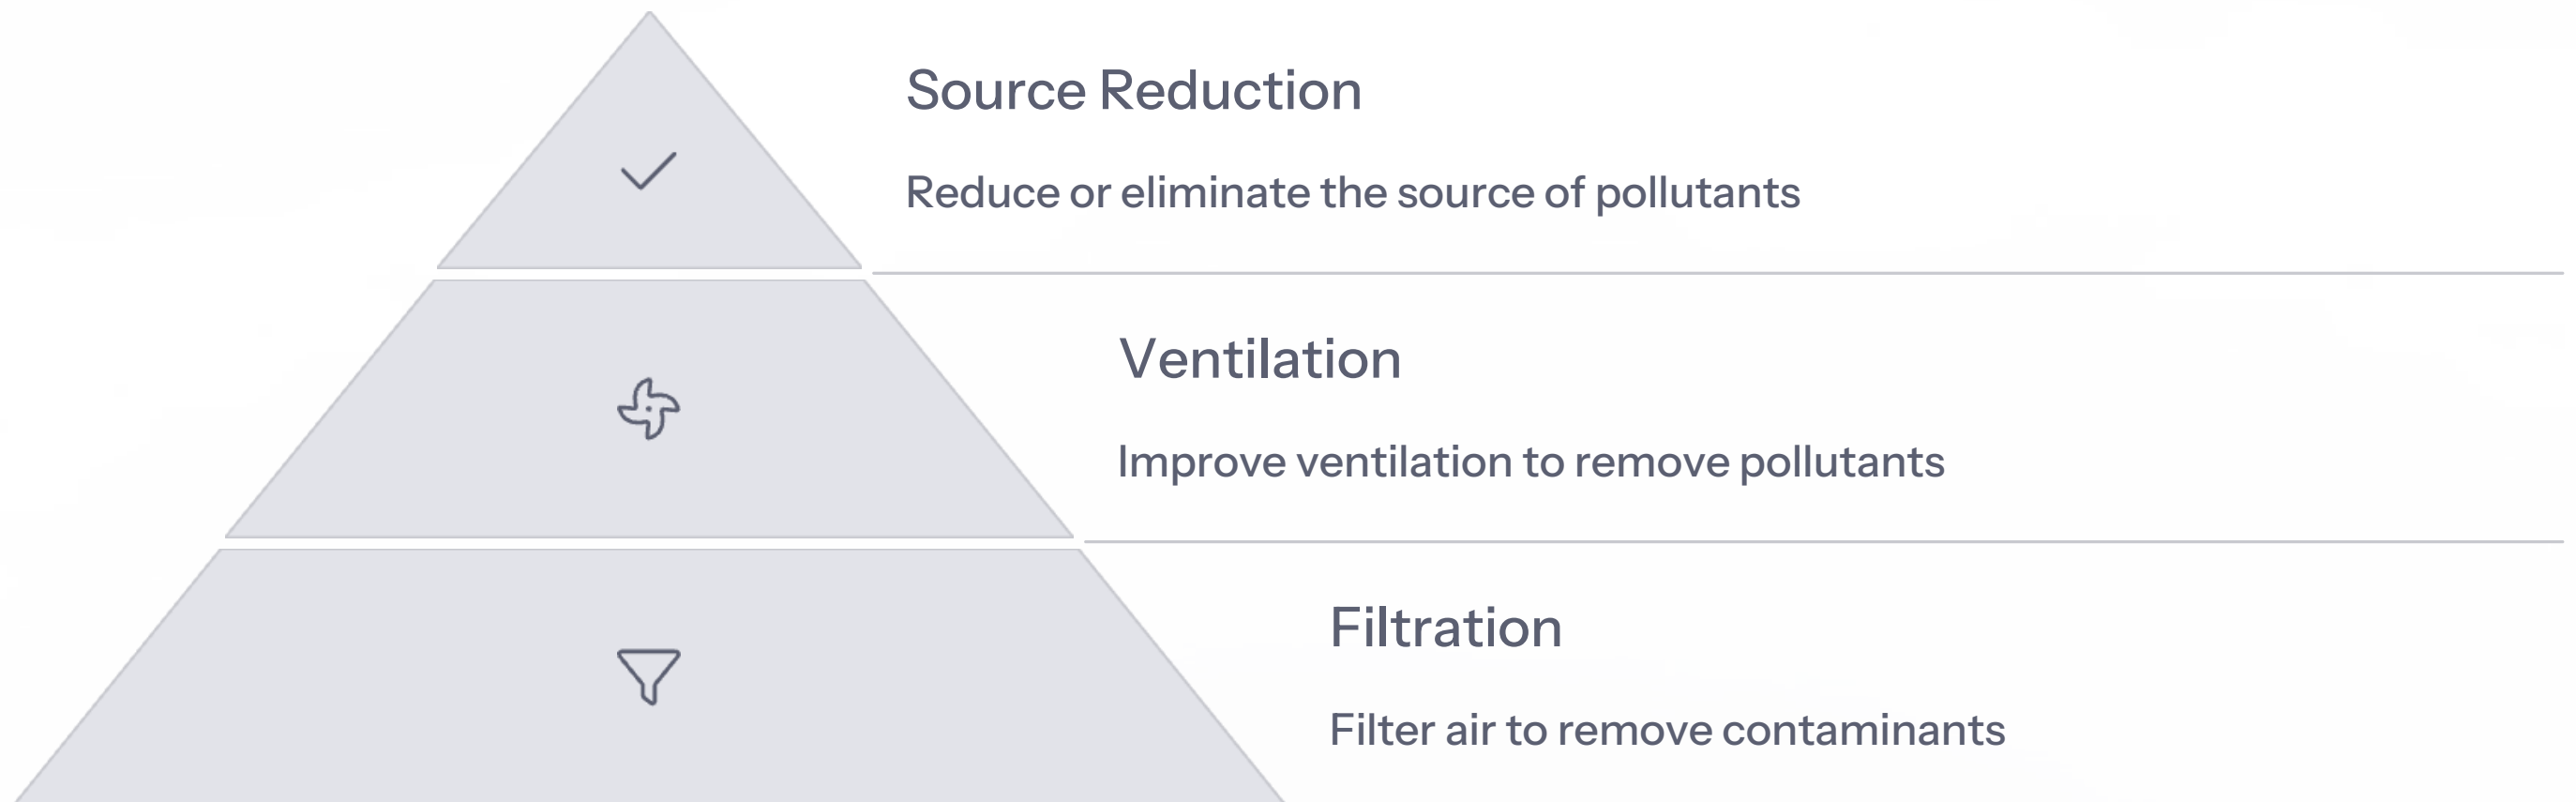 Source Reduction
Reduce or eliminate the source of pollutants
Ventilation
Improve ventilation to remove pollutants
Filtration
Filter air to remove contaminants